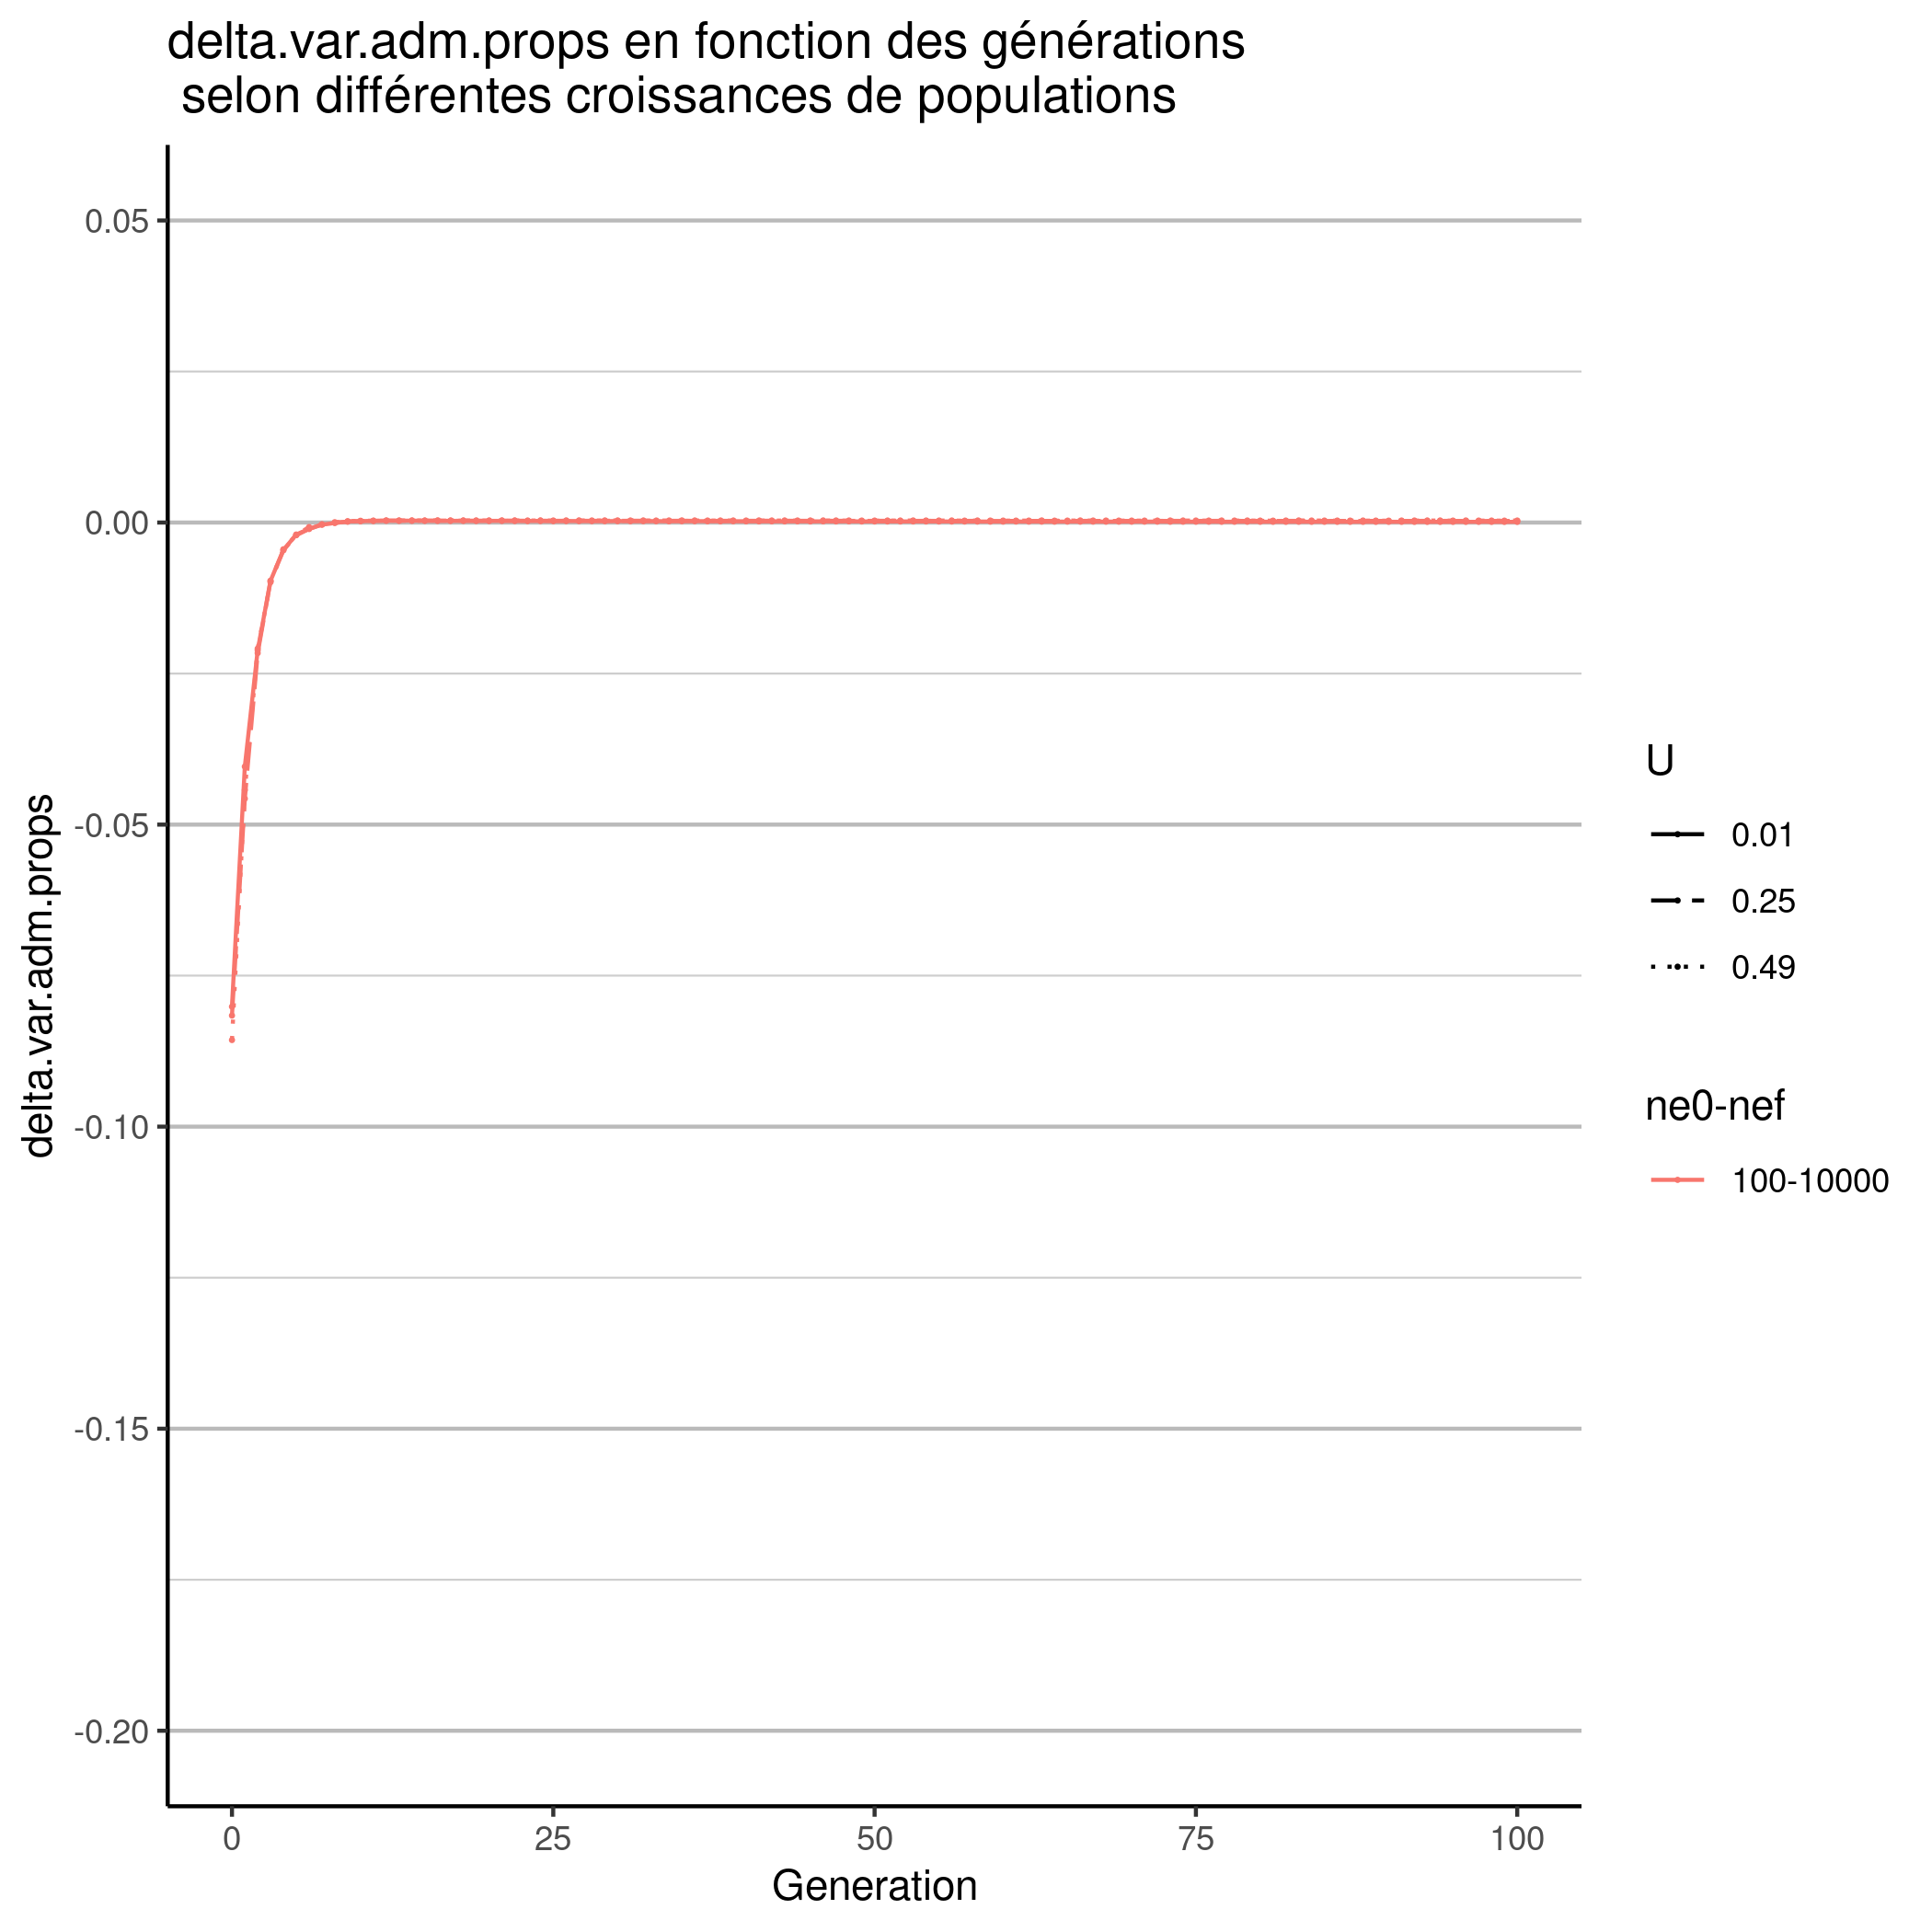 delta.var.adm.props en fonction des générations
selon différentes croissances de populations
delta.var.adm.props
0.05
0.00
-0.05
-0.10
-0.15
-0.20
0
25
50
75
100
Generation
U
0.01
0.25
0.49
ne0-nef
100-10000